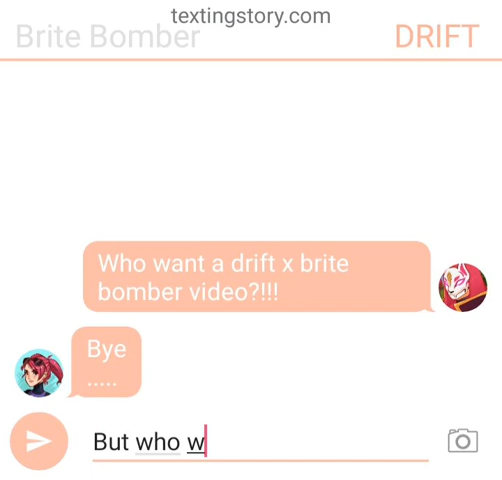 textingstory.com
Brite Bomber
DRIFT
Who want a drift x brite
bomber video?!!!
Bye
.....
But who w